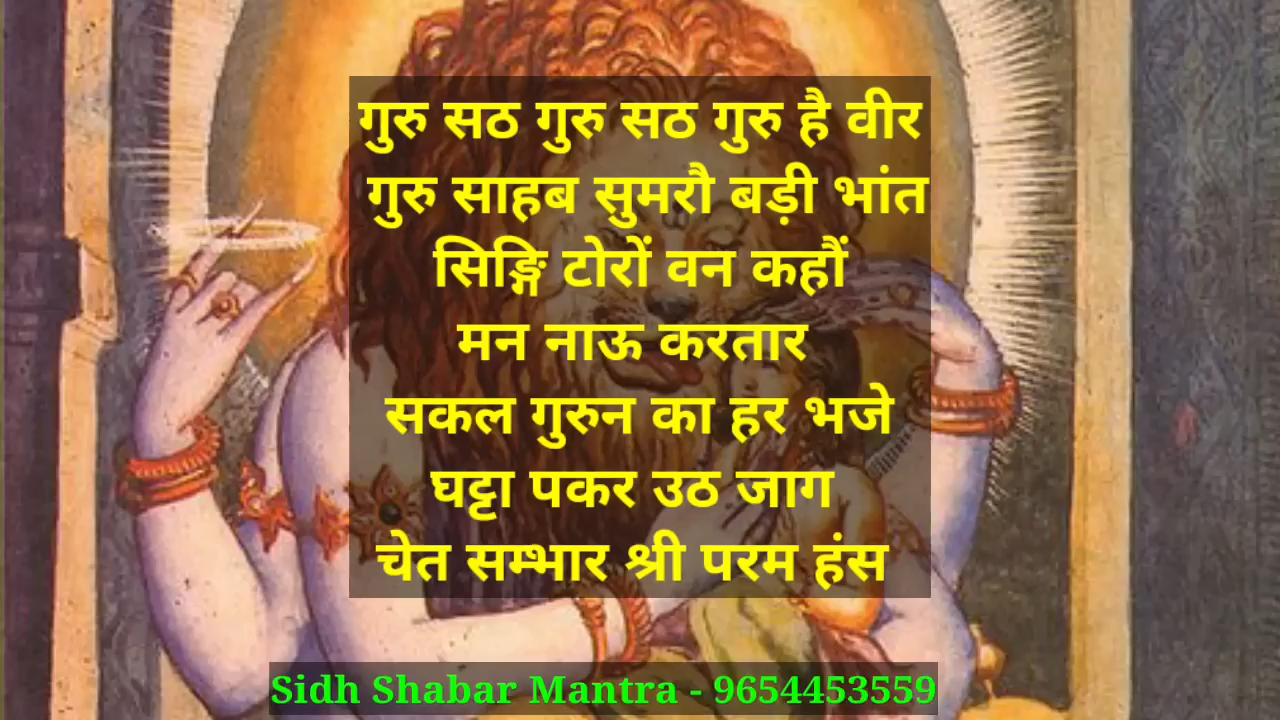 गुरु सठ गुरु सठ गुरु है वीर
गुरु साहब सुमरौ बड़ी भांत
सिङ्गि टोरों वन कहौं
मन नाऊ करतार
सकल गुरुन का हर भजे
घट्टा पकर उठ जाग
चेत सम्भार श्री परम हंस
Sidh Shabar Mantra - 9654453559